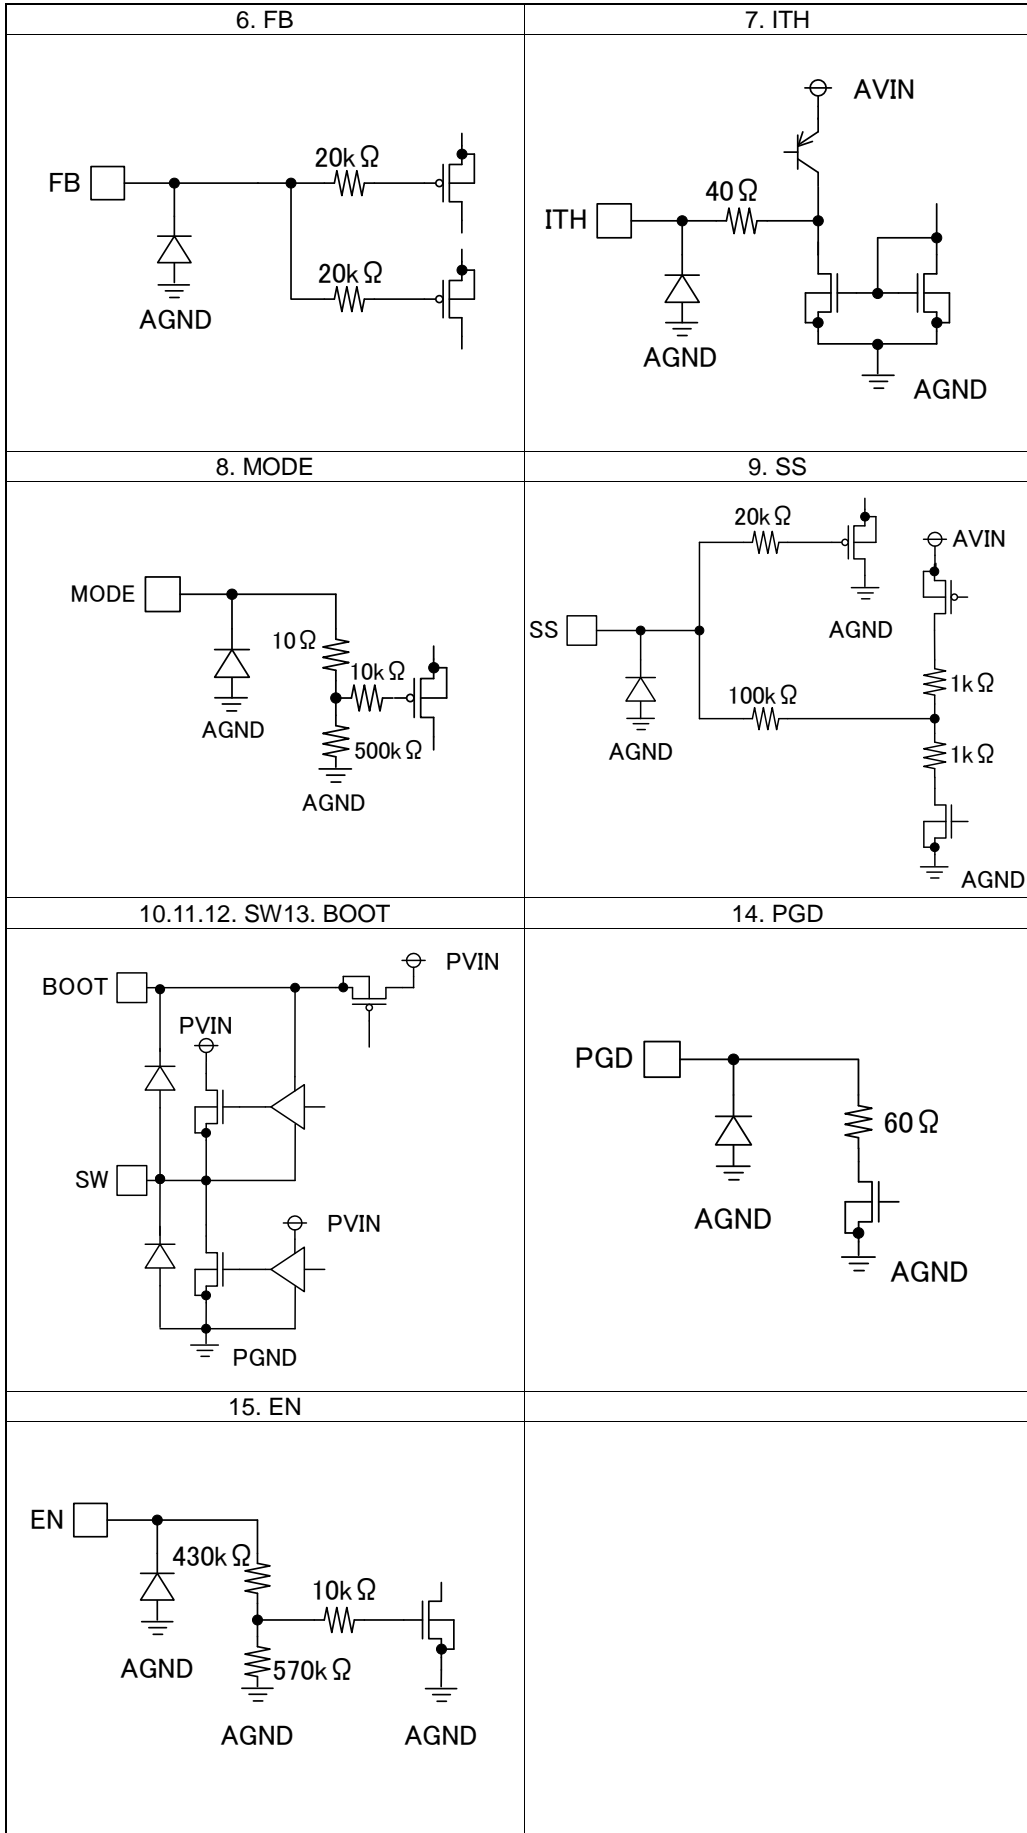 6. FB
FB
20kΩ
20kΩ
AGND
7. ITH
AVIN
ITH
40Ω
AGND
AGND
8. MODE
MODE
10Ω
10kΩ
AGND
500kΩ
AGND
9. SS
20kΩ
AVIN
SS
AGND
100kΩ
1kΩ
AGND
1kΩ
AGND
10.11.12. SW13. BOOT
BOOT
PVIN
PVIN
SW
PVIN
PGND
14. PGD
PGD
60Ω
AGND
AGND
15. EN
EN
430kΩ
10kΩ
AGND
570kΩ
AGND
AGND